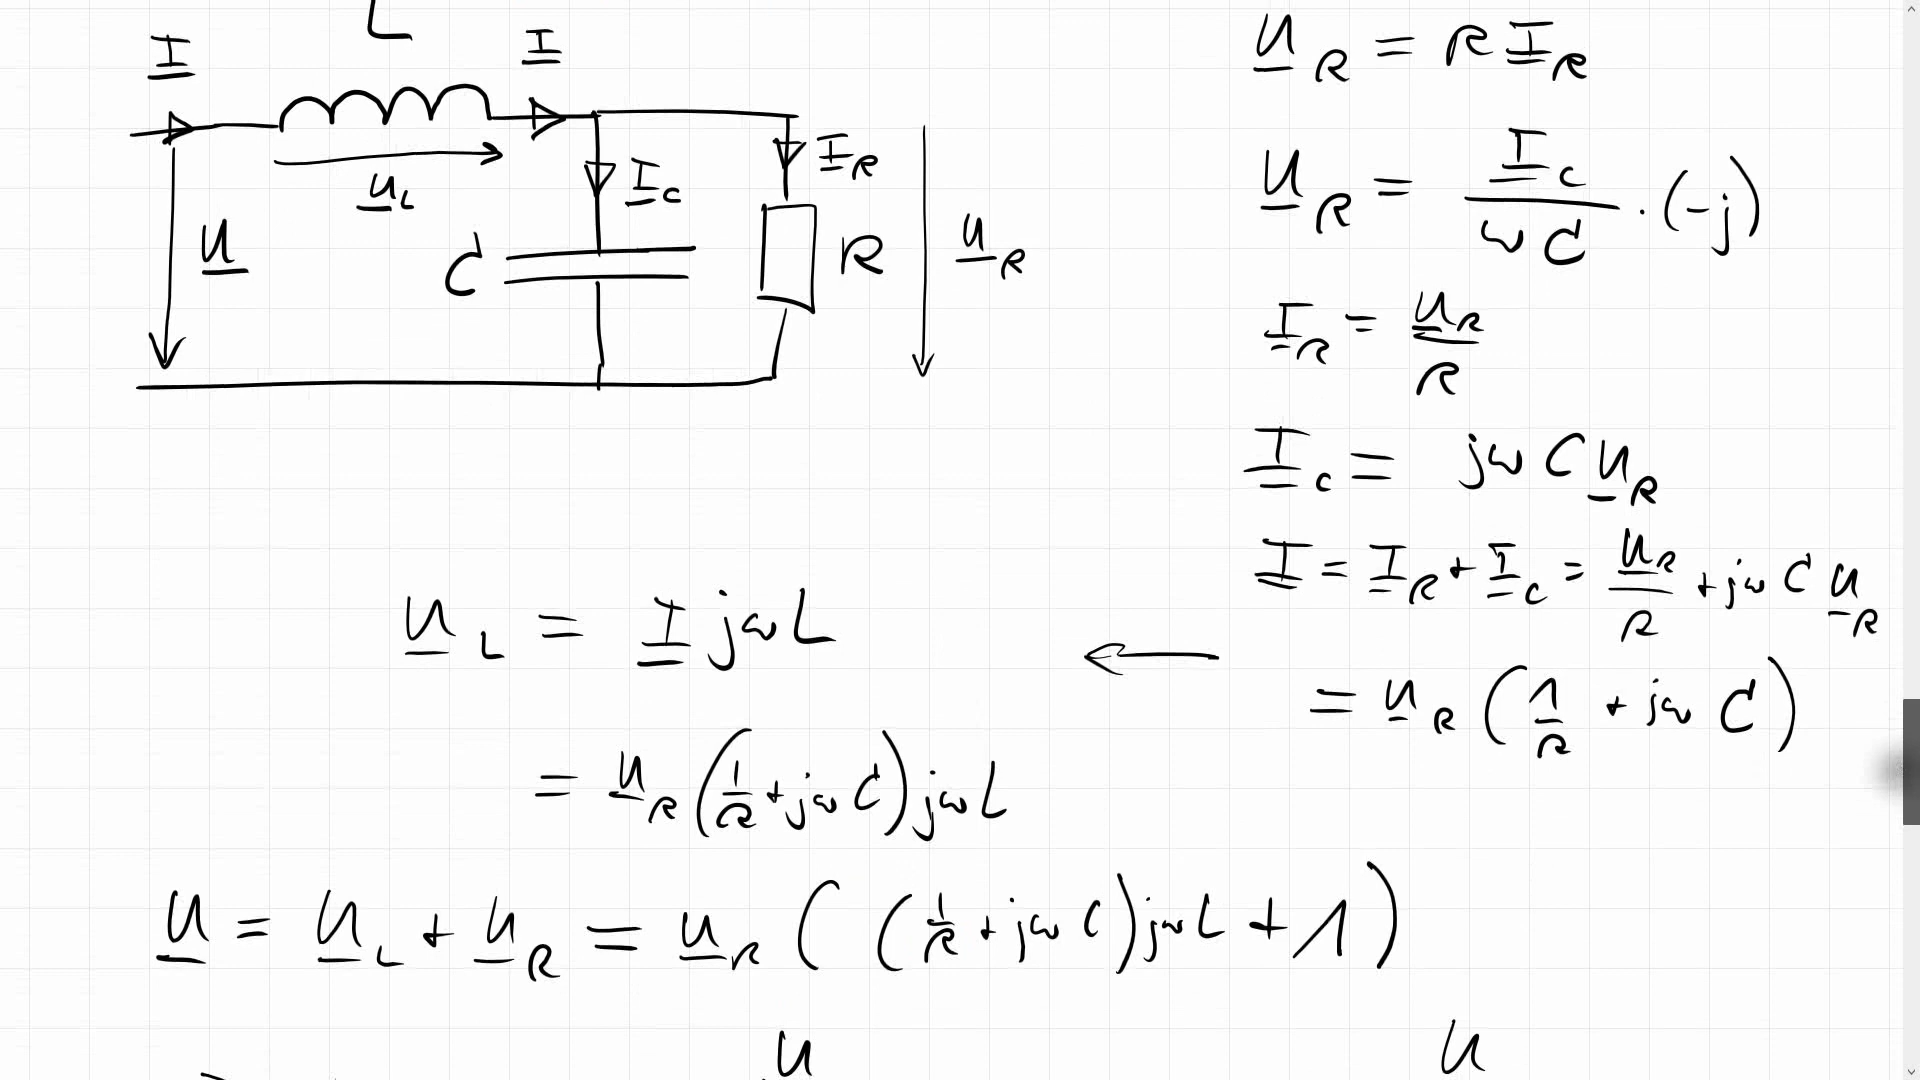 L
I
I
U_L
U
I_C
C
I_R
R
U_R
U_R = R I_R
U_R = I_C / ωC · (-j)
I_R = U_R / R
I_C = jωC U_R
I = I_R + I_C = U_R / R + jωC U_R
= U_R (1/R + jωC)
U_L = I jωL
= U_R (1/R + jωC) jωL
U = U_L + U_R = U_R ((1/R + jωC) jωL + 1)
U
U